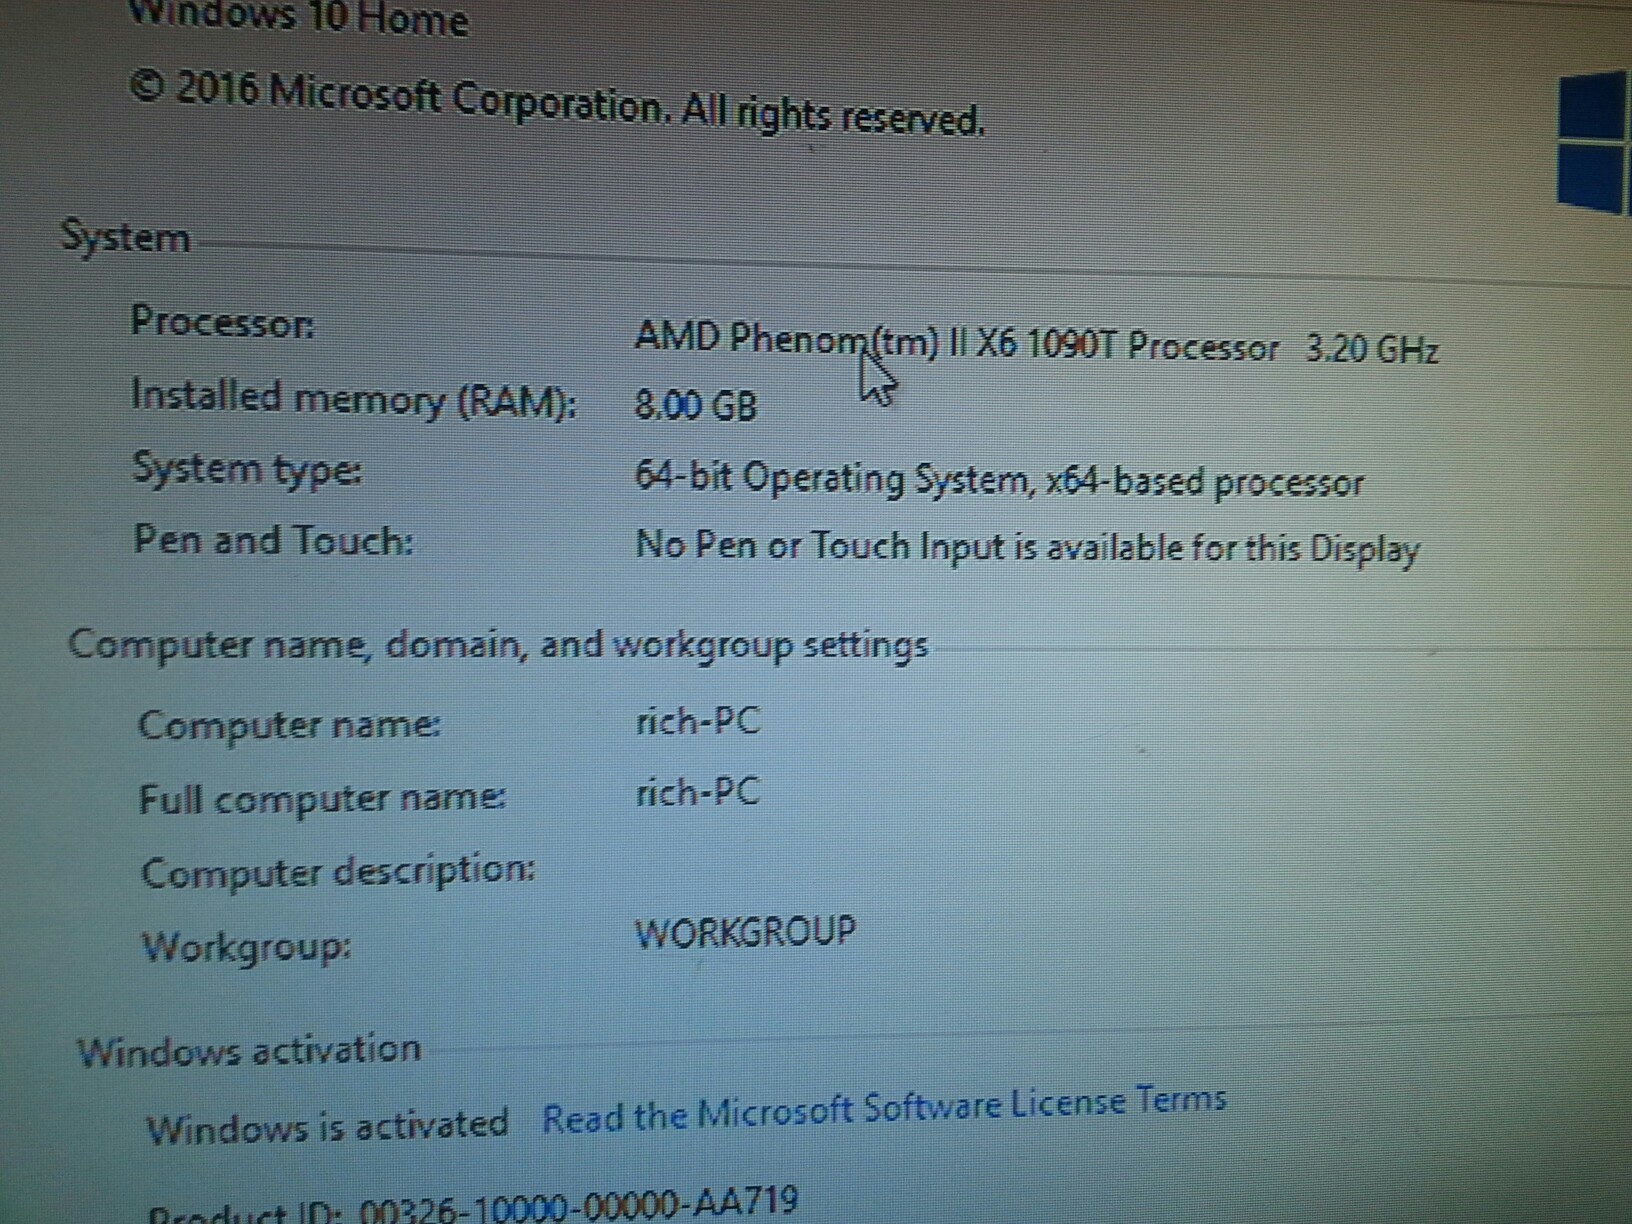 Windows 10 Home
© 2016 Microsoft Corporation. All rights reserved.
System
Processor: AMD Phenom(tm) II X6 1090T Processor 3.20 GHz
Installed memory (RAM): 8.00 GB
System type: 64-bit Operating System, x64-based processor
Pen and Touch: No Pen or Touch Input is available for this Display
Computer name, domain, and workgroup settings
Computer name: rich-PC
Full computer name: rich-PC
Computer description:
Workgroup: WORKGROUP
Windows activation
Windows is activated Read the Microsoft Software License Terms
Product ID: 00326-10000-00000-AA719